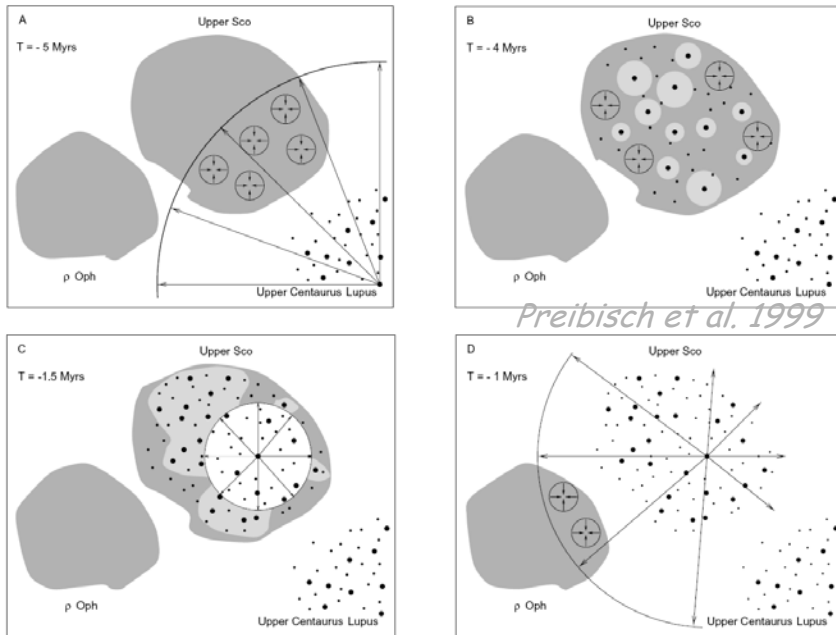 A
Upper Sco
T = - 5 Myrs
ρ Oph
Upper Centaurus Lupus
B
Upper Sco
T = - 4 Myrs
ρ Oph
Upper Centaurus Lupus
Preibisch et al. 1999
C
Upper Sco
T = -1.5 Myrs
ρ Oph
Upper Centaurus Lupus
D
Upper Sco
T = - 1 Myrs
ρ Oph
Upper Centaurus Lupus